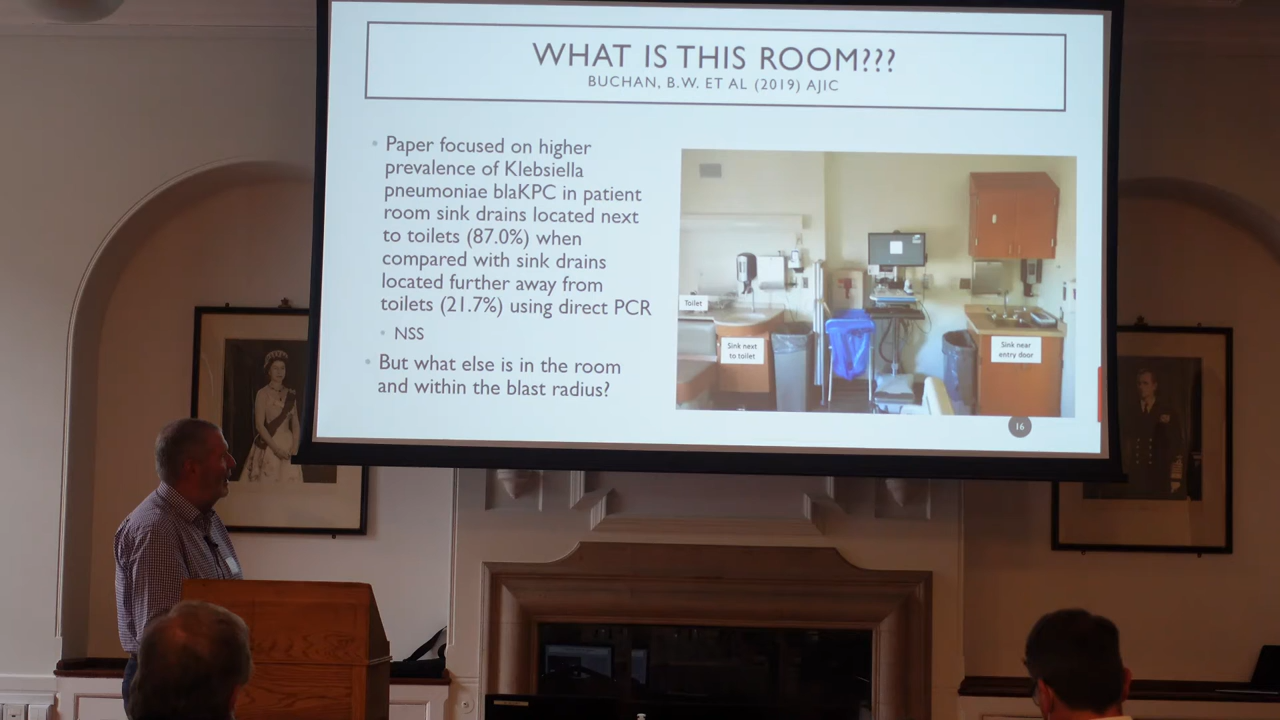 WHAT IS THIS ROOM???
BUCHAN, B.W. ET AL (2019) AJIC
Paper focused on higher
prevalence of Klebsiella
pneumoniae blaKPC in patient
room sink drains located next
to toilets (87.0%) when
compared with sink drains
located further away from
toilets (21.7%) using direct PCR
NSS
But what else is in the room
and within the blast radius?
Toilet
Sink next
to toilet
Sink near
entry door
16